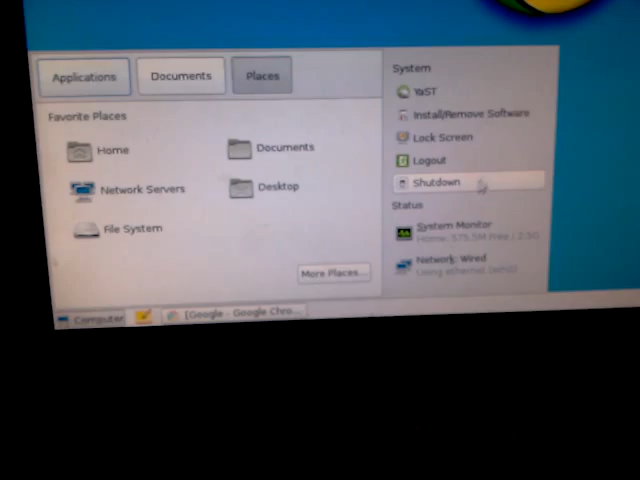 Applications Documents Places
Favorite Places
Home
Documents
Network Servers
Desktop
File System
More Places...
System
YaST
Install/Remove Software
Lock Screen
Logout
Shutdown
Status
System Monitor
Home: 575.5M Free / 2.5G
Network: Wired
Using ethernet (eth0)
Computer
[Google - Google Chro...